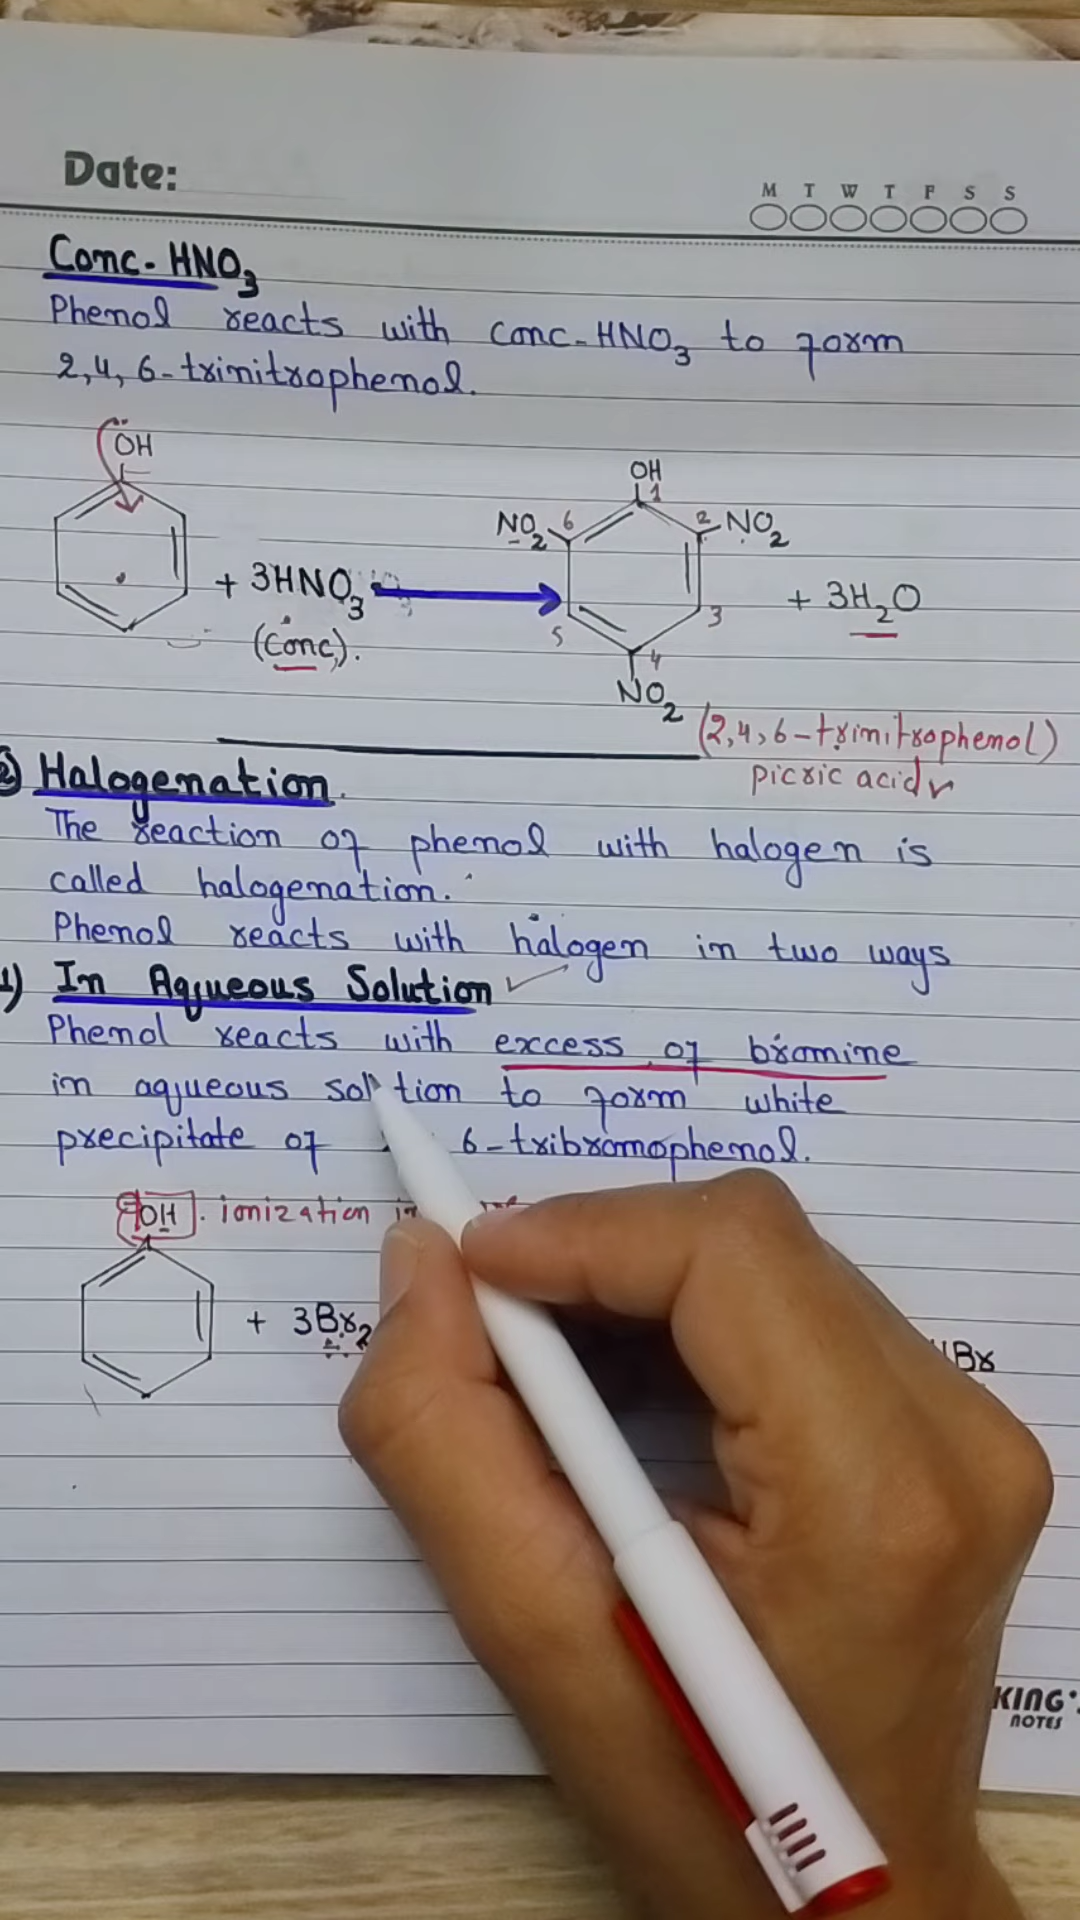 Date:
M T W T F S S
Conc. HNO3
Phenol reacts with conc-HNO3 to form
2,4,6-trinitrophenol.
OH
OH
1
NO2 6
2 NO2
+ 3HNO3
+ 3H2O
(Conc).
5
3
4
NO2
(2,4,6-trinitrophenol)
picric acid
2) Halogenation.
The reaction of phenol with halogen is
called halogenation.
Phenol reacts with halogen in two ways
1) In Aqueous Solution
Phenol reacts with excess of bromine
in aqueous solution to form white
precipitate of 6-tribromophenol.
OH. ionization
+ 3Br2
Br
KING
NOTES